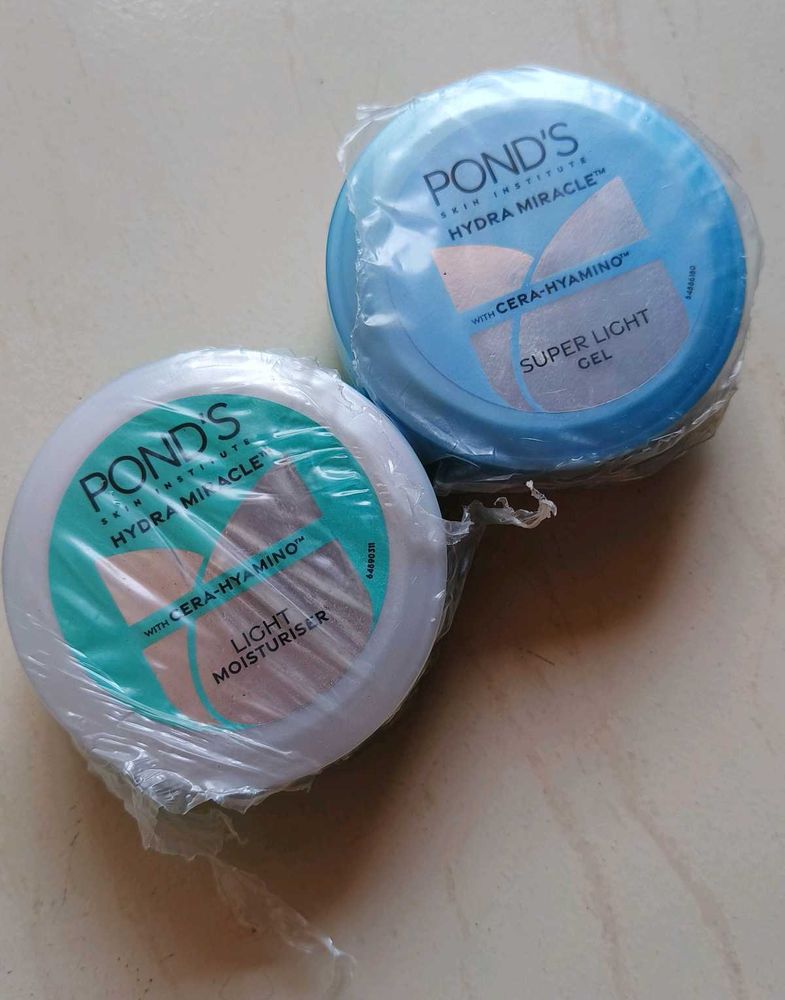 POND'S
SKIN INSTITUTE
HYDRA MIRACLE™
WITH CERA-HYAMINO™
SUPER LIGHT
GEL
POND'S
SKIN INSTITUTE
HYDRA MIRACLE™
WITH CERA-HYAMINO™
LIGHT
MOISTURISER
64890311